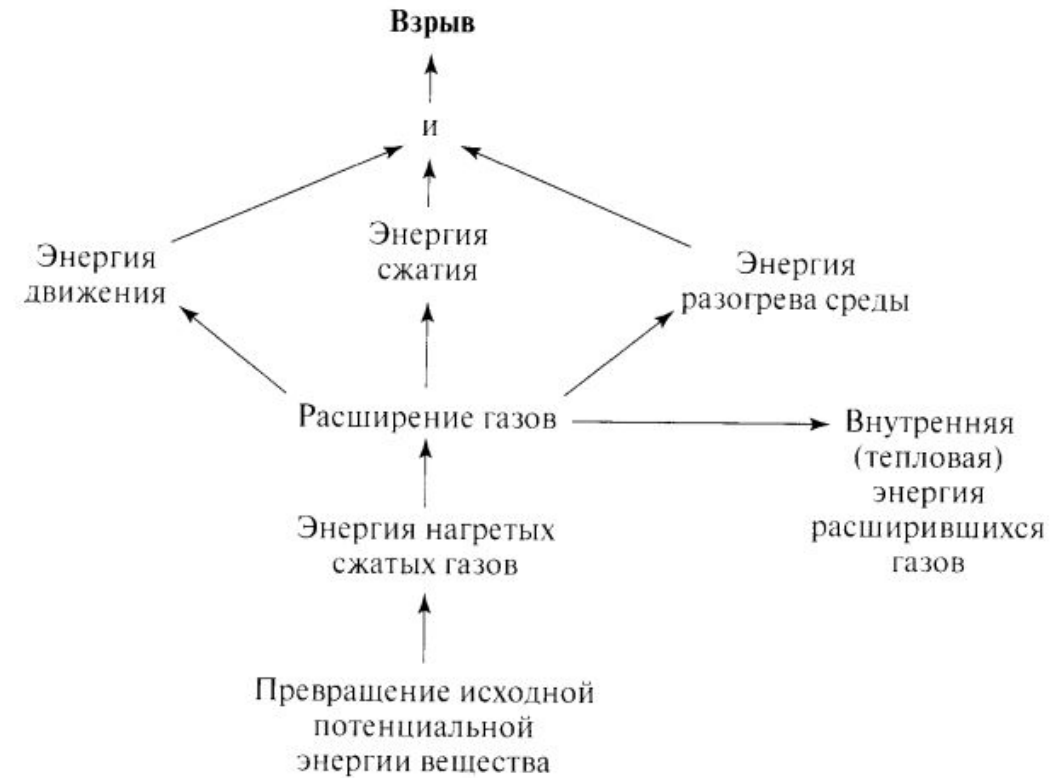 Взрыв
и
Энергия
движения
Энергия
сжатия
Энергия
разогрева среды
Расширение газов
Внутренняя
(тепловая)
энергия
расширившихся
газов
Энергия нагретых
сжатых газов
Превращение исходной
потенциальной
энергии вещества